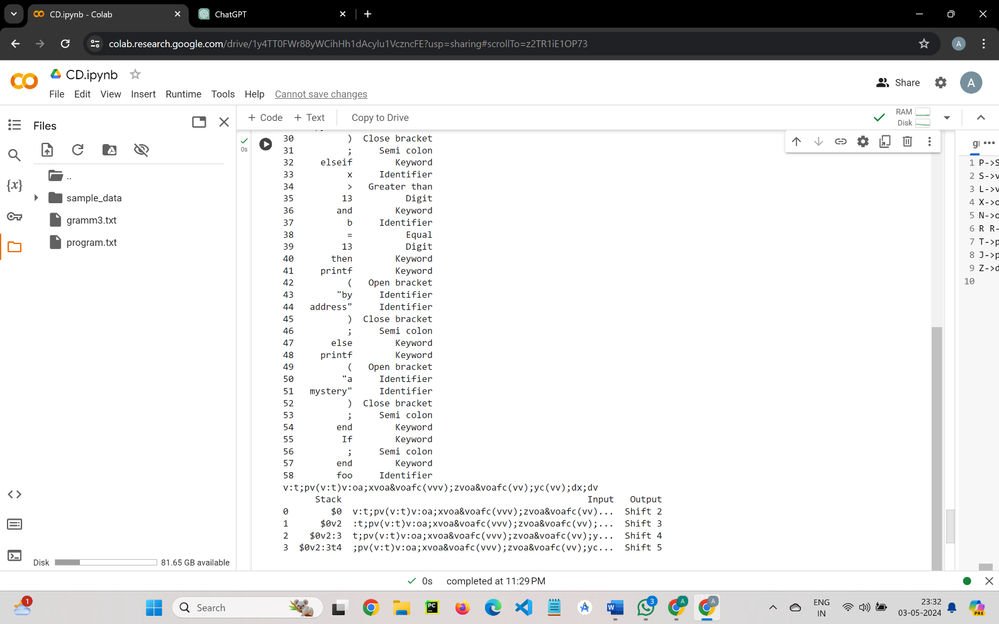 CD.ipynb - Colab
ChatGPT
colab.research.google.com/drive/1y4TT0FWr88yWCihHh1dAcylu1VczncFE?usp=sharing#scrollTo=z2TR1iE1OP73
A
CD.ipynb
File Edit View Insert Runtime Tools Help Cannot save changes
Share
A
Files
+ Code + Text Copy to Drive
RAM
Disk
..
sample_data
gramm3.txt
program.txt
{x}
Disk 81.65 GB available
0s
30 ) Close bracket
31 ; Semi colon
32 elseif Keyword
33 x Identifier
34 > Greater than
35 13 Digit
36 and Keyword
37 b Identifier
38 = Equal
39 13 Digit
40 then Keyword
41 printf Keyword
42 ( Open bracket
43 "by Identifier
44 address" Identifier
45 ) Close bracket
46 ; Semi colon
47 else Keyword
48 printf Keyword
49 ( Open bracket
50 "a Identifier
51 mystery" Identifier
52 ) Close bracket
53 ; Semi colon
54 end Keyword
55 If Keyword
56 ; Semi colon
57 end Keyword
58 foo Identifier
v:t;pv(v:t)v:oa;xvoa&voafc(vvv);zvoa&voafc(vv);yc(vv);dx;dv
Stack Input Output
0 $0 v:t;pv(v:t)v:oa;xvoa&voafc(vvv);zvoa&voafc(vv)... Shift 2
1 $0v2 :t;pv(v:t)v:oa;xvoa&voafc(vvv);zvoa&voafc(vv);... Shift 3
2 $0v2:3 t;pv(v:t)v:oa;xvoa&voafc(vvv);zvoa&voafc(vv);y... Shift 4
3 $0v2:3t4 ;pv(v:t)v:oa;xvoa&voafc(vvv);zvoa&voafc(vv);yc... Shift 5
1 P->S
2 S->v
3 L->v
4 X->o
5 N->o
6 R R-
7 T->p
8 J->p
9 Z->d
10
0s completed at 11:29 PM
1
Search
PC
W
3
A
A
ENG
IN
23:32
03-05-2024
PRE